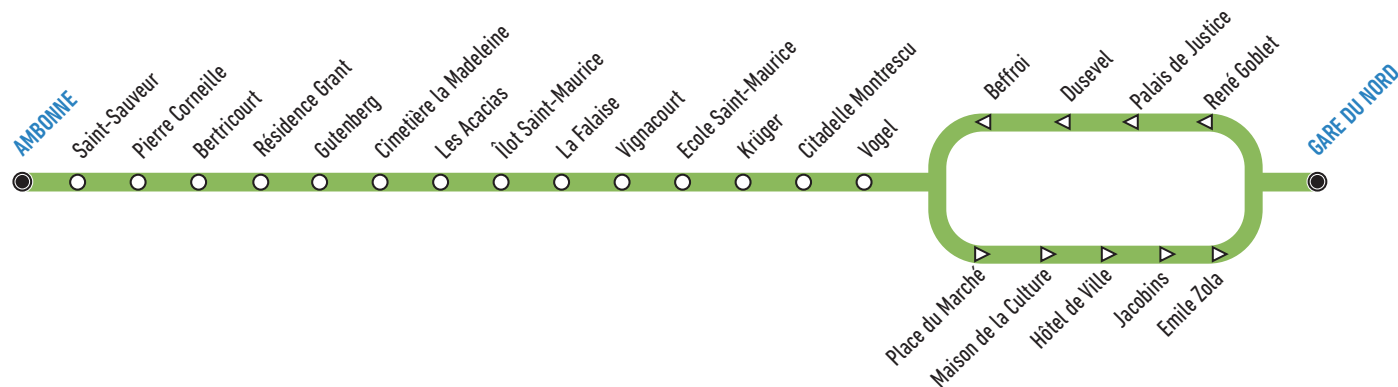 AMBONNE
Saint-Sauveur
Pierre Corneille
Bertricourt
Résidence Grant
Gutenberg
Cimetière la Madeleine
Les Acacias
Îlot Saint-Maurice
La Falaise
Vignacourt
Ecole Saint-Maurice
Krüger
Citadelle Montrescu
Vogel
Beffroi
Dusevel
Palais de Justice
René Goblet
GARE DU NORD
Place du Marché
Maison de la Culture
Hôtel de Ville
Jacobins
Emile Zola